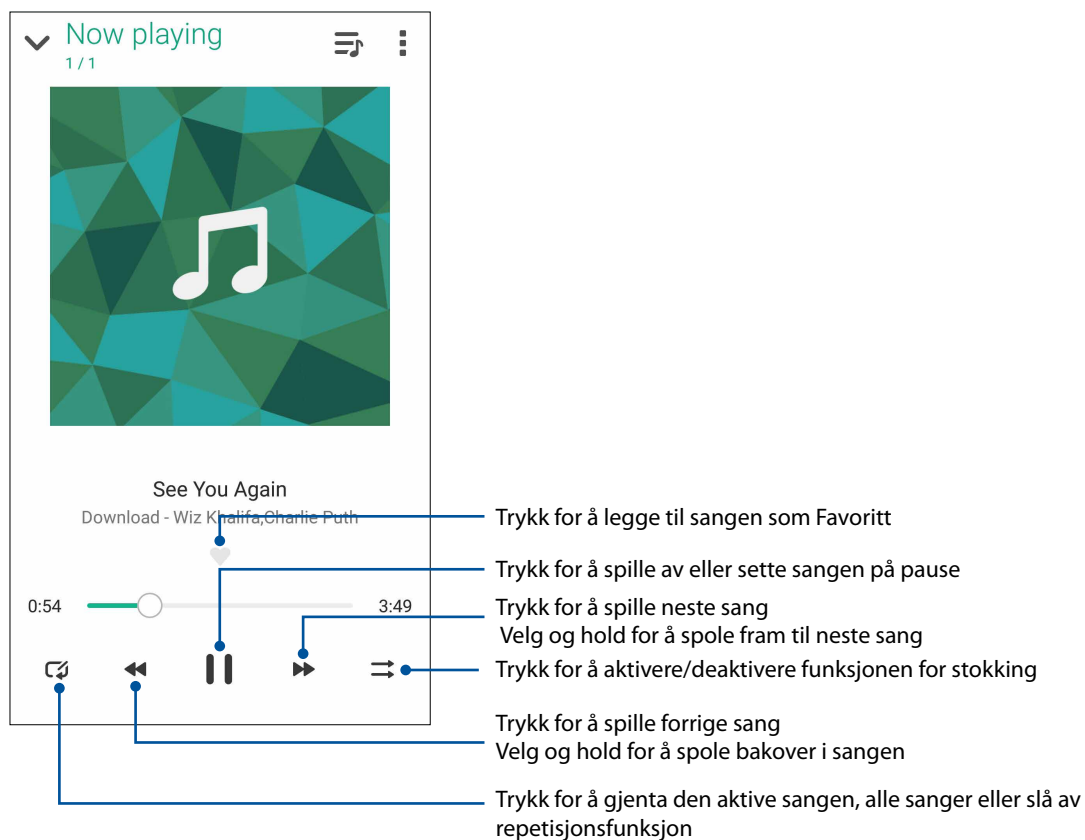 Now playing
1 / 1
See You Again
Download - Wiz Khalifa,Charlie Puth
0:54
3:49
Trykk for å legge til sangen som Favoritt
Trykk for å spille av eller sette sangen på pause
Trykk for å spille neste sang
Velg og hold for å spole fram til neste sang
Trykk for å aktivere/deaktivere funksjonen for stokking
Trykk for å spille forrige sang
Velg og hold for å spole bakover i sangen
Trykk for å gjenta den aktive sangen, alle sanger eller slå av
repetisjonsfunksjon